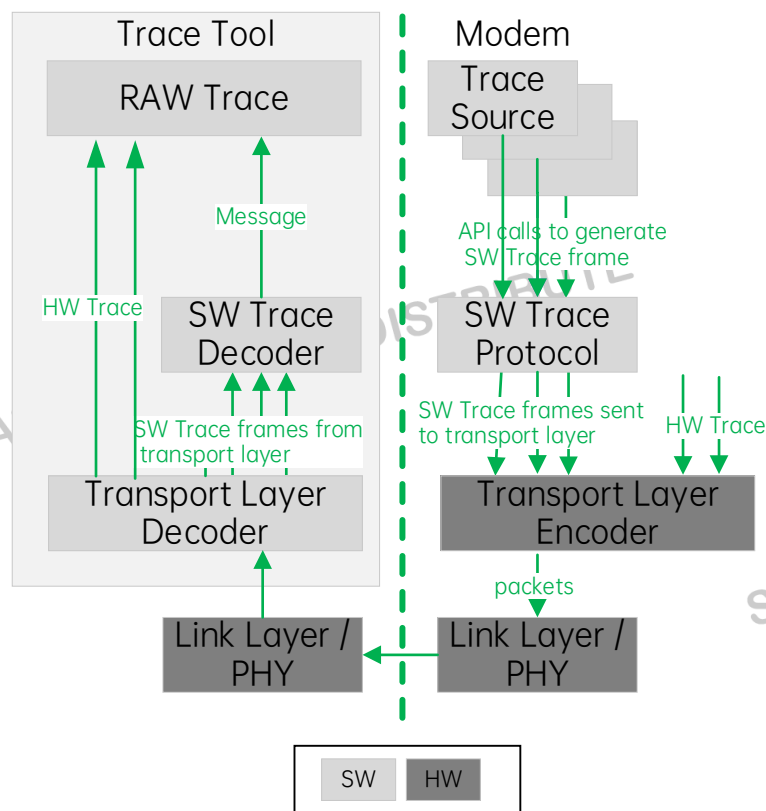 Trace Tool
Modem
RAW Trace
Trace
Source
Message
API calls to generate
SW Trace frame
HW Trace
DISTRIBUTE
SW Trace
Decoder
SW Trace
Protocol
SW Trace frames from
transport layer
SW Trace frames sent
to transport layer
HW Trace
Transport Layer
Decoder
Transport Layer
Encoder
packets
Link Layer /
PHY
Link Layer /
PHY
SW
HW